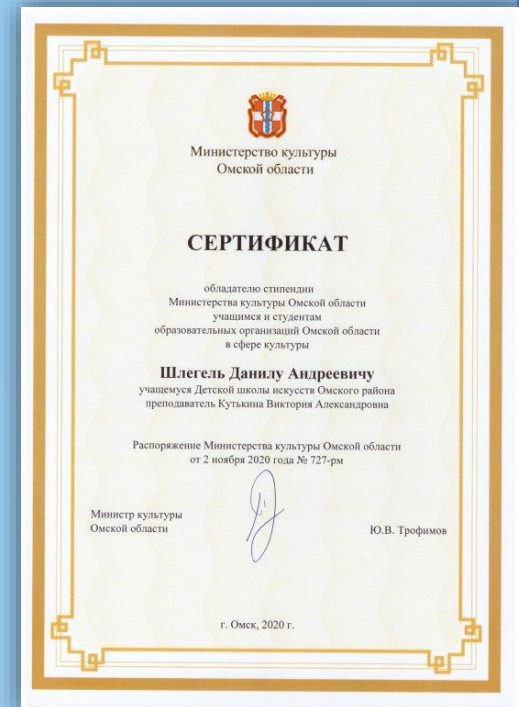 Министерство культуры
Омской области
СЕРТИФИКАТ
обладателю стипендии
Министерства культуры Омской области
учащимся и студентам
образовательных организаций Омской области
в сфере культуры
Шлегель Данилу Андреевичу
учащемуся Детской школы искусств Омского района
преподаватель Кутькина Виктория Александровна
Распоряжение Министерства культуры Омской области
от 2 ноября 2020 года № 727-рм
Министр культуры
Омской области
Ю.В. Трофимов
г. Омск, 2020 г.